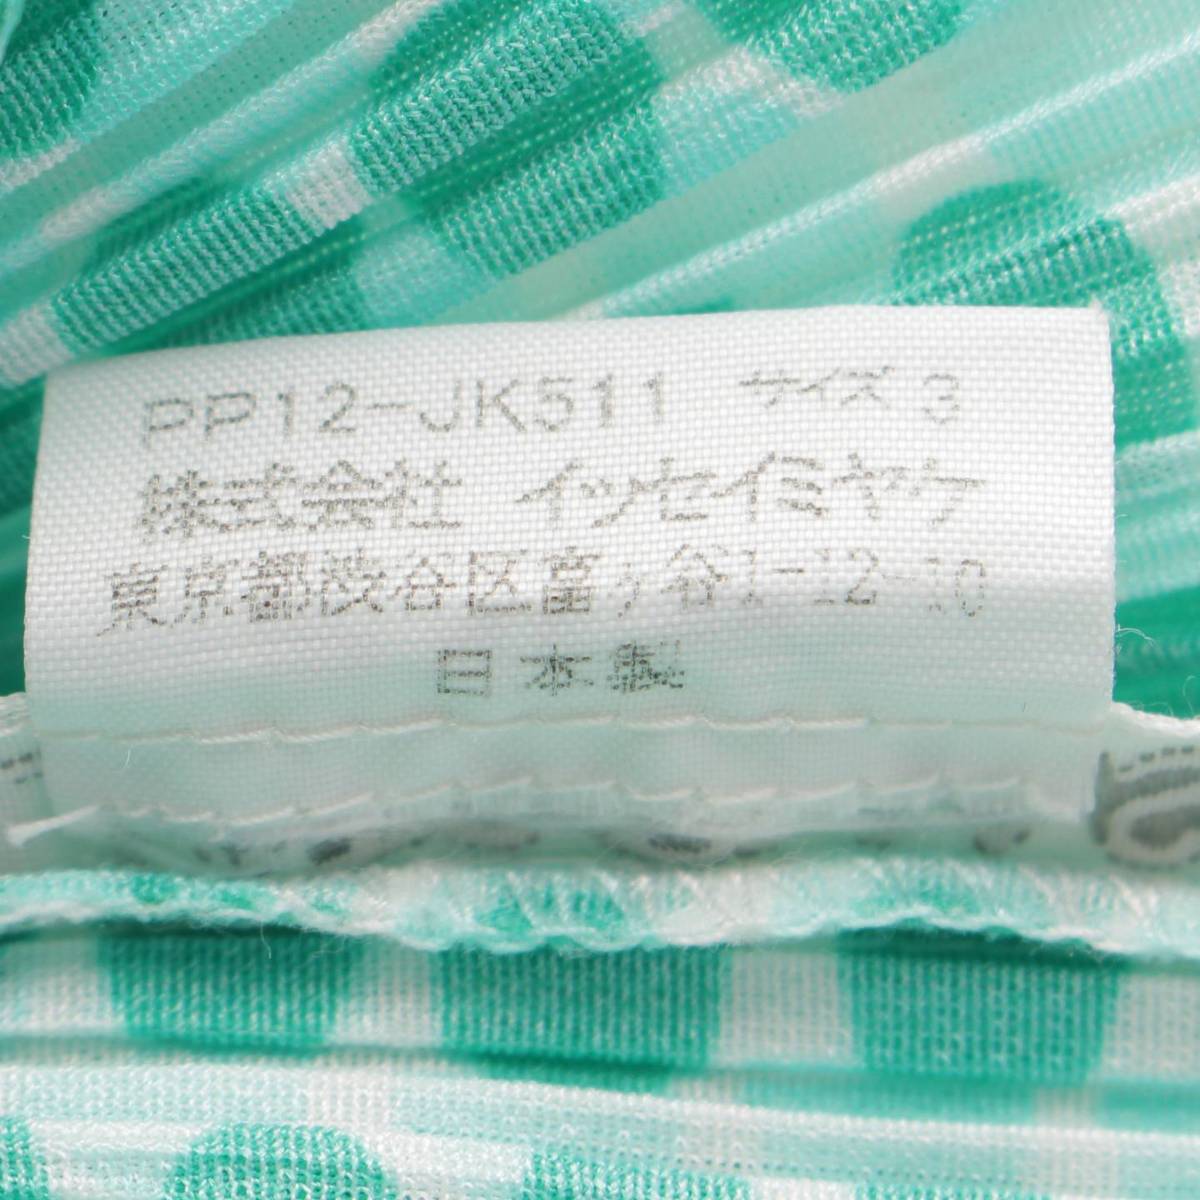 PP12-JK511 サイズ 3
株式会社 イッセイミヤケ
東京都渋谷区富ヶ谷1-12-10
日本製